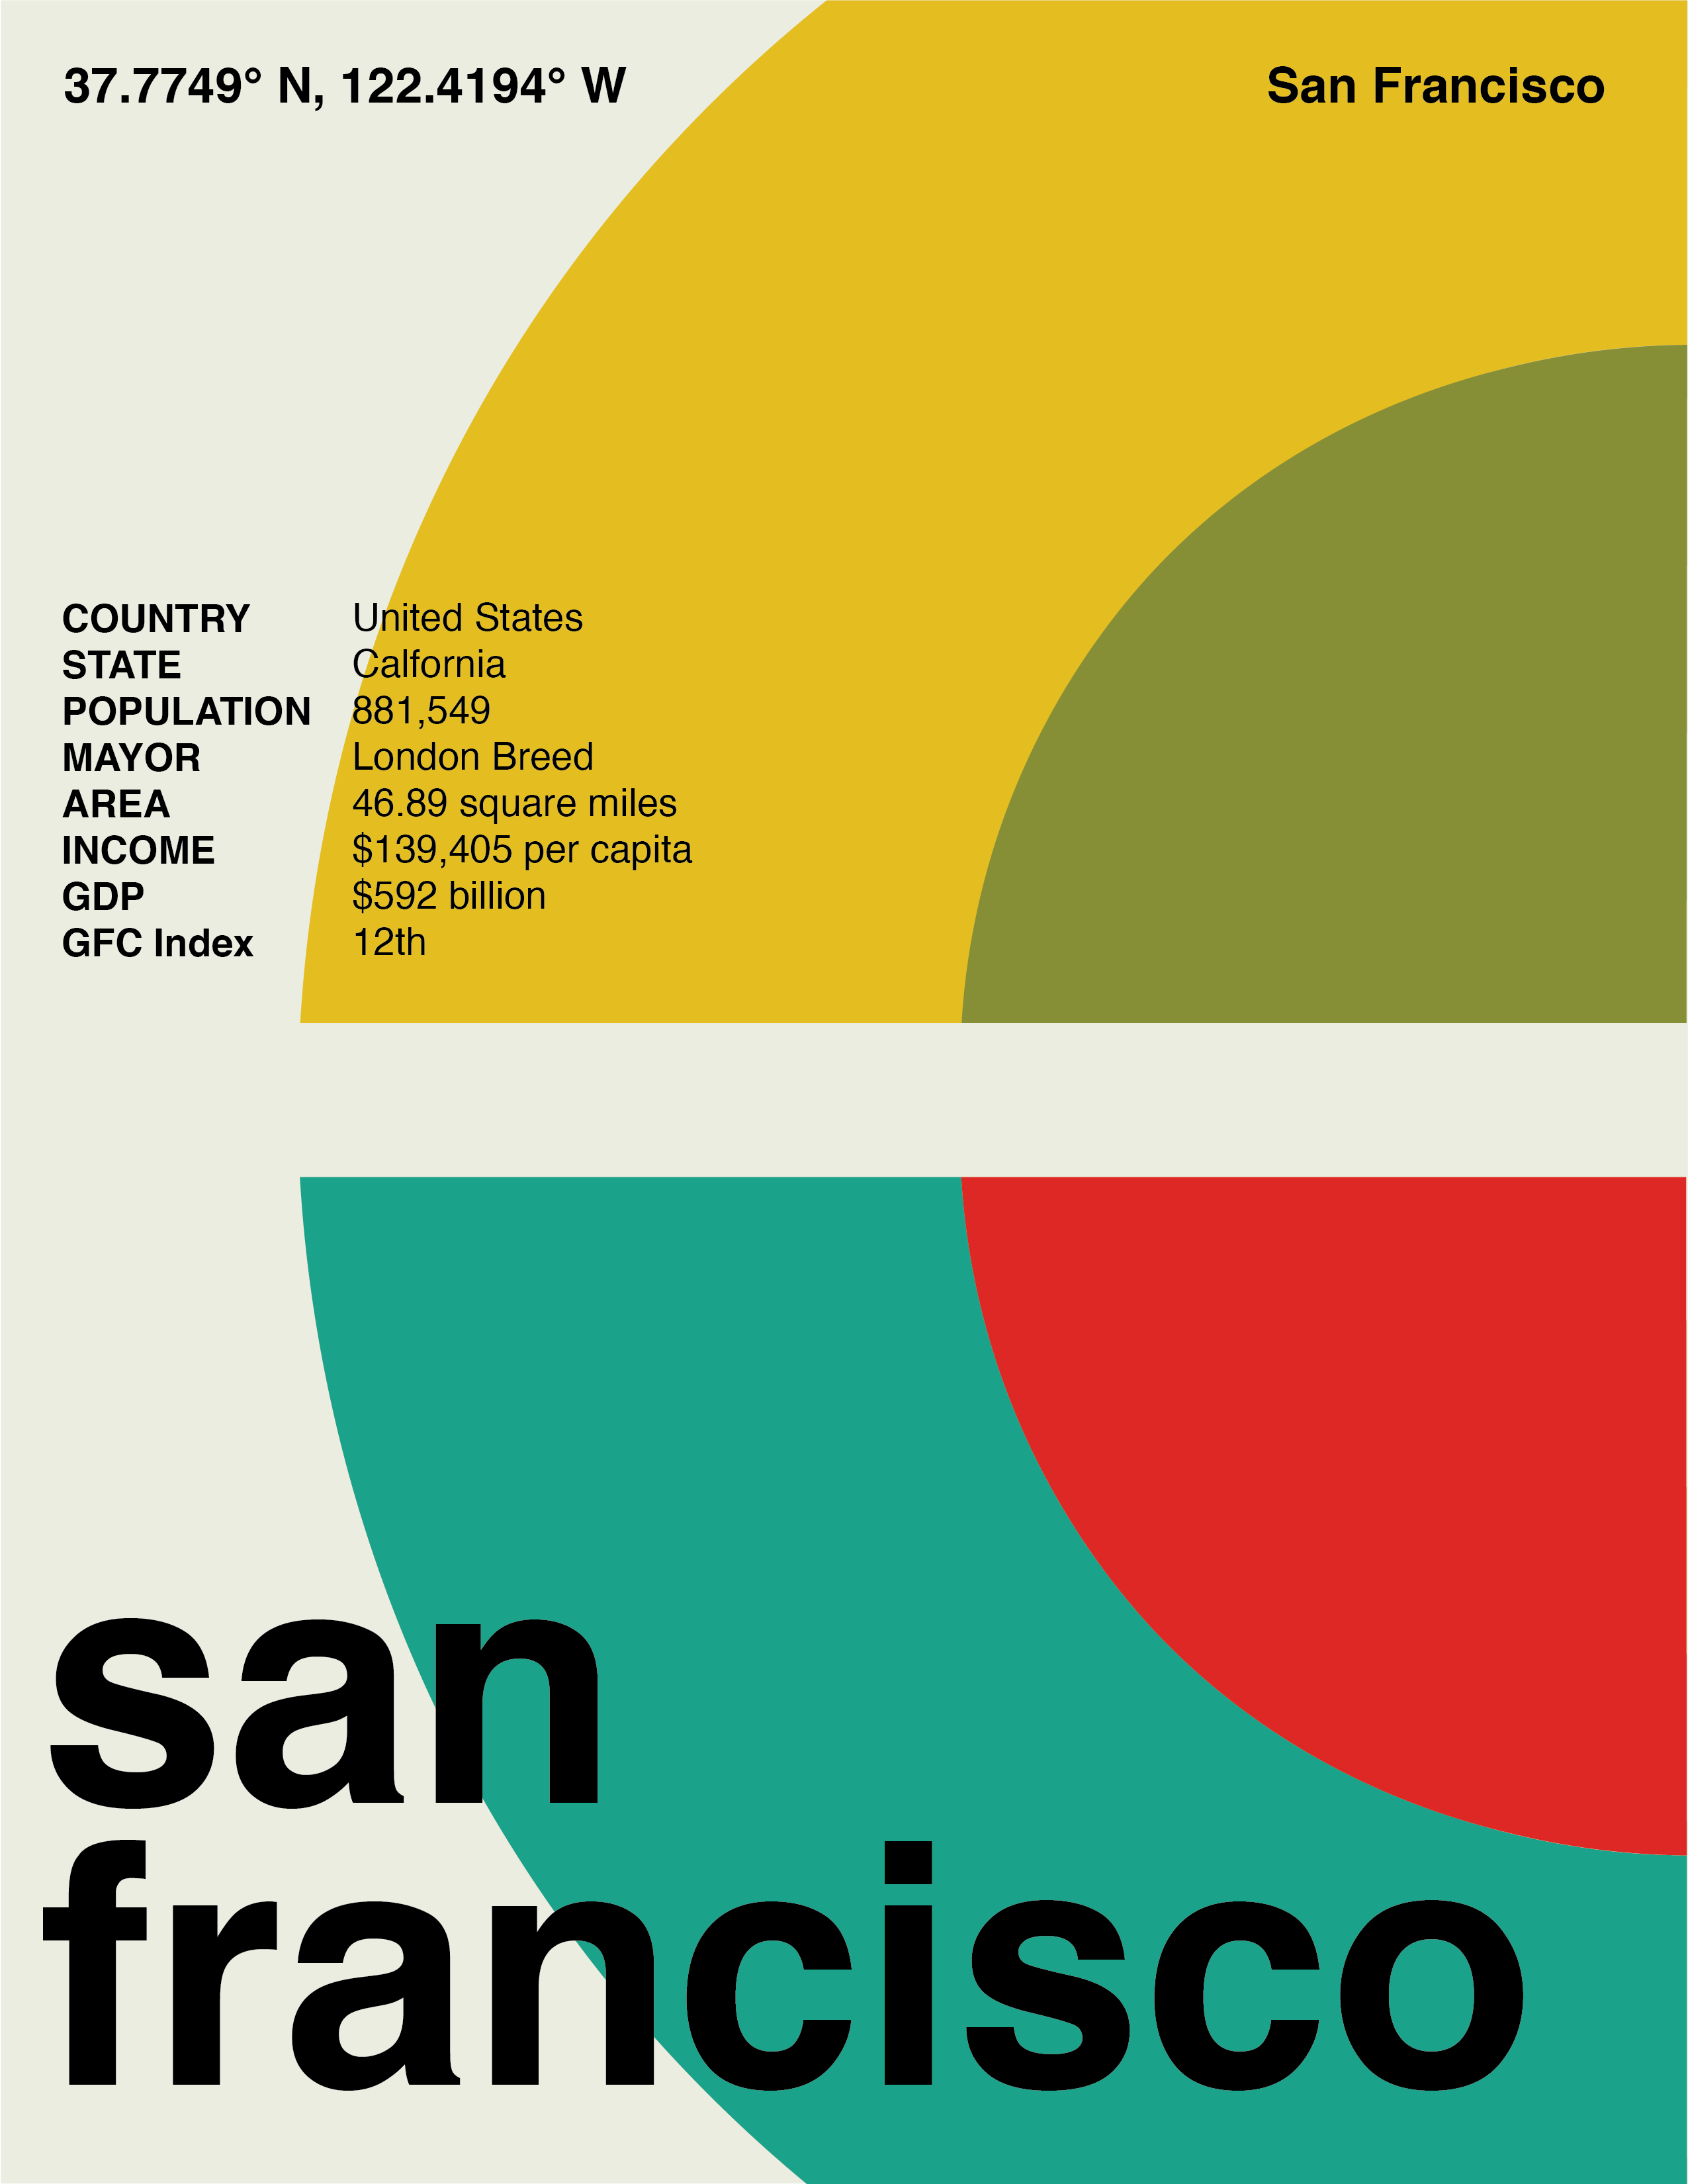 37.7749° N, 122.4194° W San Francisco
COUNTRY United States
STATE Calfornia
POPULATION 881,549
MAYOR London Breed
AREA 46.89 square miles
INCOME $139,405 per capita
GDP $592 billion
GFC Index 12th
san
francisco